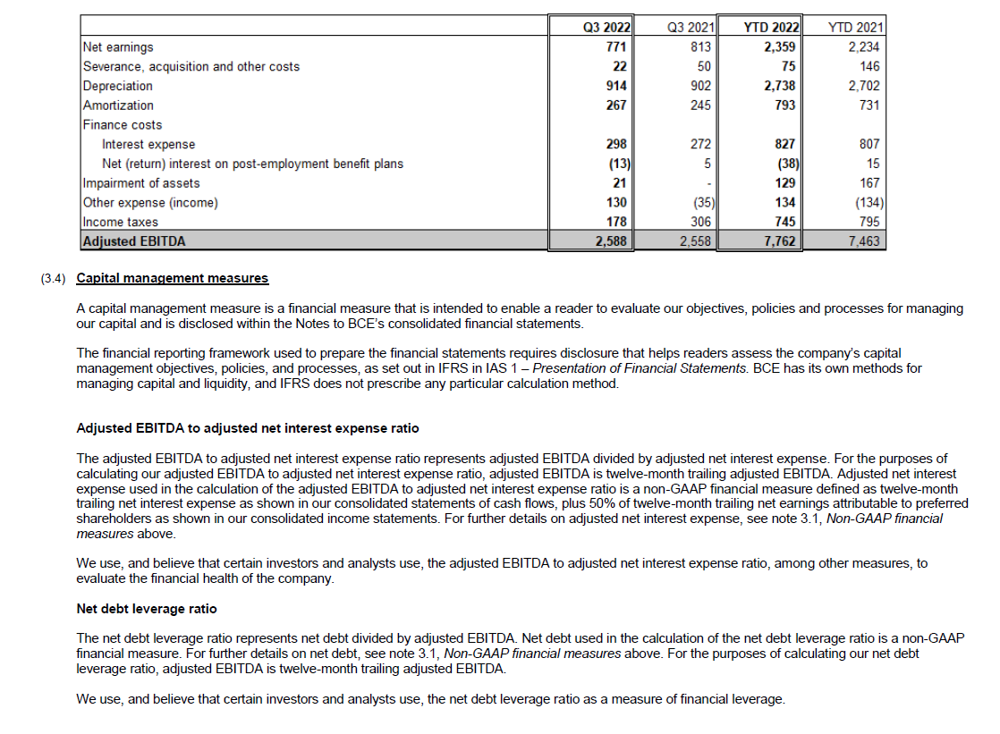 Q3 2022 Q3 2021 YTD 2022 YTD 2021
Net earnings 771 813 2,359 2,234
Severance, acquisition and other costs 22 50 75 146
Depreciation 914 902 2,738 2,702
Amortization 267 245 793 731
Finance costs
Interest expense 298 272 827 807
Net (return) interest on post-employment benefit plans (13) 5 (38) 15
Impairment of assets 21 - 129 167
Other expense (income) 130 (35) 134 (134)
Income taxes 178 306 745 795
Adjusted EBITDA 2,588 2,558 7,762 7,463
(3.4) Capital management measures
A capital management measure is a financial measure that is intended to enable a reader to evaluate our objectives, policies and processes for managing
our capital and is disclosed within the Notes to BCE's consolidated financial statements.
The financial reporting framework used to prepare the financial statements requires disclosure that helps readers assess the company's capital
management objectives, policies, and processes, as set out in IFRS in IAS 1 – Presentation of Financial Statements. BCE has its own methods for
managing capital and liquidity, and IFRS does not prescribe any particular calculation method.
Adjusted EBITDA to adjusted net interest expense ratio
The adjusted EBITDA to adjusted net interest expense ratio represents adjusted EBITDA divided by adjusted net interest expense. For the purposes of
calculating our adjusted EBITDA to adjusted net interest expense ratio, adjusted EBITDA is twelve-month trailing adjusted EBITDA. Adjusted net interest
expense used in the calculation of the adjusted EBITDA to adjusted net interest expense ratio is a non-GAAP financial measure defined as twelve-month
trailing net interest expense as shown in our consolidated statements of cash flows, plus 50% of twelve-month trailing net earnings attributable to preferred
shareholders as shown in our consolidated income statements. For further details on adjusted net interest expense, see note 3.1, Non-GAAP financial
measures above.
We use, and believe that certain investors and analysts use, the adjusted EBITDA to adjusted net interest expense ratio, among other measures, to
evaluate the financial health of the company.
Net debt leverage ratio
The net debt leverage ratio represents net debt divided by adjusted EBITDA. Net debt used in the calculation of the net debt leverage ratio is a non-GAAP
financial measure. For further details on net debt, see note 3.1, Non-GAAP financial measures above. For the purposes of calculating our net debt
leverage ratio, adjusted EBITDA is twelve-month trailing adjusted EBITDA.
We use, and believe that certain investors and analysts use, the net debt leverage ratio as a measure of financial leverage.